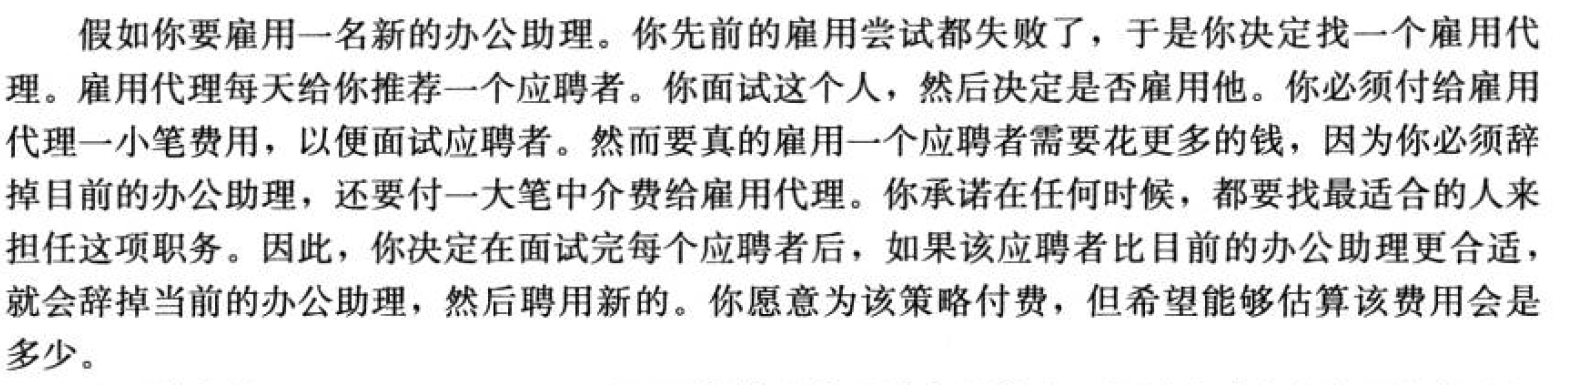 假如你要雇用一名新的办公助理。你先前的雇用尝试都失败了，于是你决定找一个雇用代
理。雇用代理每天给你推荐一个应聘者。你面试这个人，然后决定是否雇用他。你必须付给雇用
代理一小笔费用，以便面试应聘者。然而要真的雇用一个应聘者需要花更多的钱，因为你必须辞
掉目前的办公助理，还要付一大笔中介费给雇用代理。你承诺在任何时候，都要找最适合的人来
担任这项职务。因此，你决定在面试完每个应聘者后，如果该应聘者比目前的办公助理更合适，
就会辞掉当前的办公助理，然后聘用新的。你愿意为该策略付费，但希望能够估算该费用会是
多少。